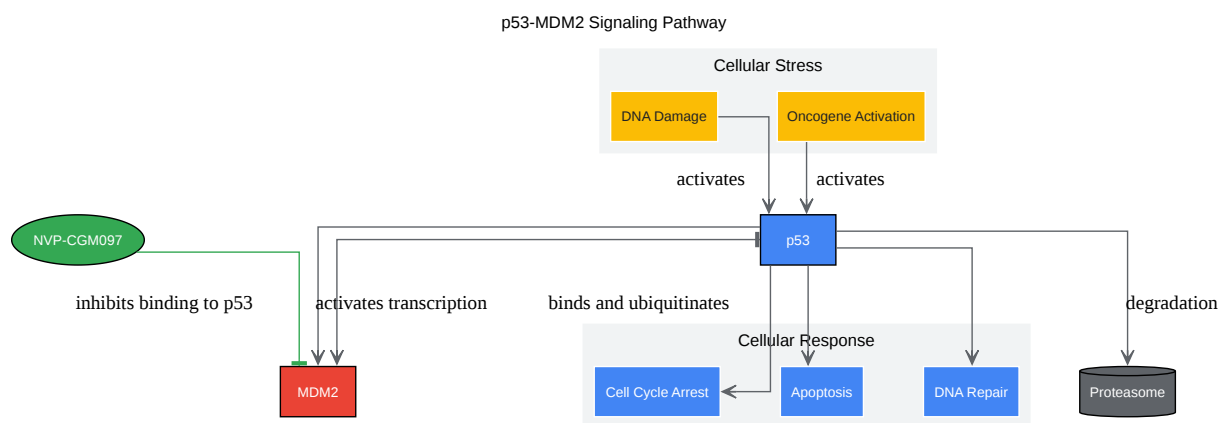 p53-MDM2 Signaling Pathway
Cellular Stress
DNA Damage
Oncogene Activation
activates
activates
NVP-CGM097
p53
inhibits binding to p53
activates transcription
binds and ubiquitinates
degradation
Cellular Response
MDM2
Cell Cycle Arrest
Apoptosis
DNA Repair
Proteasome